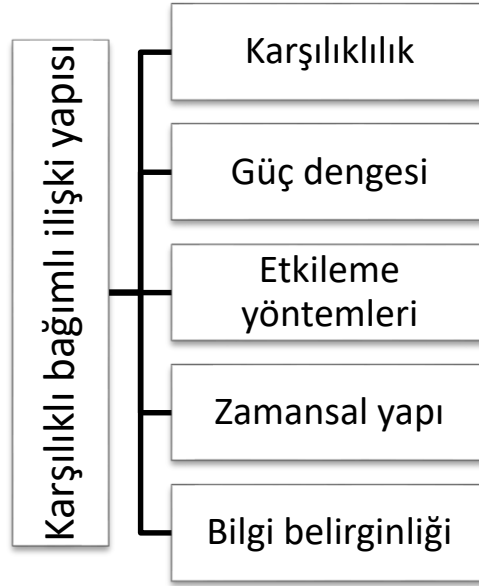 Karşılıklı bağımlı ilişki yapısı
Karşılıklılık
Güç dengesi
Etkileme
yöntemleri
Zamansal yapı
Bilgi belirginliği